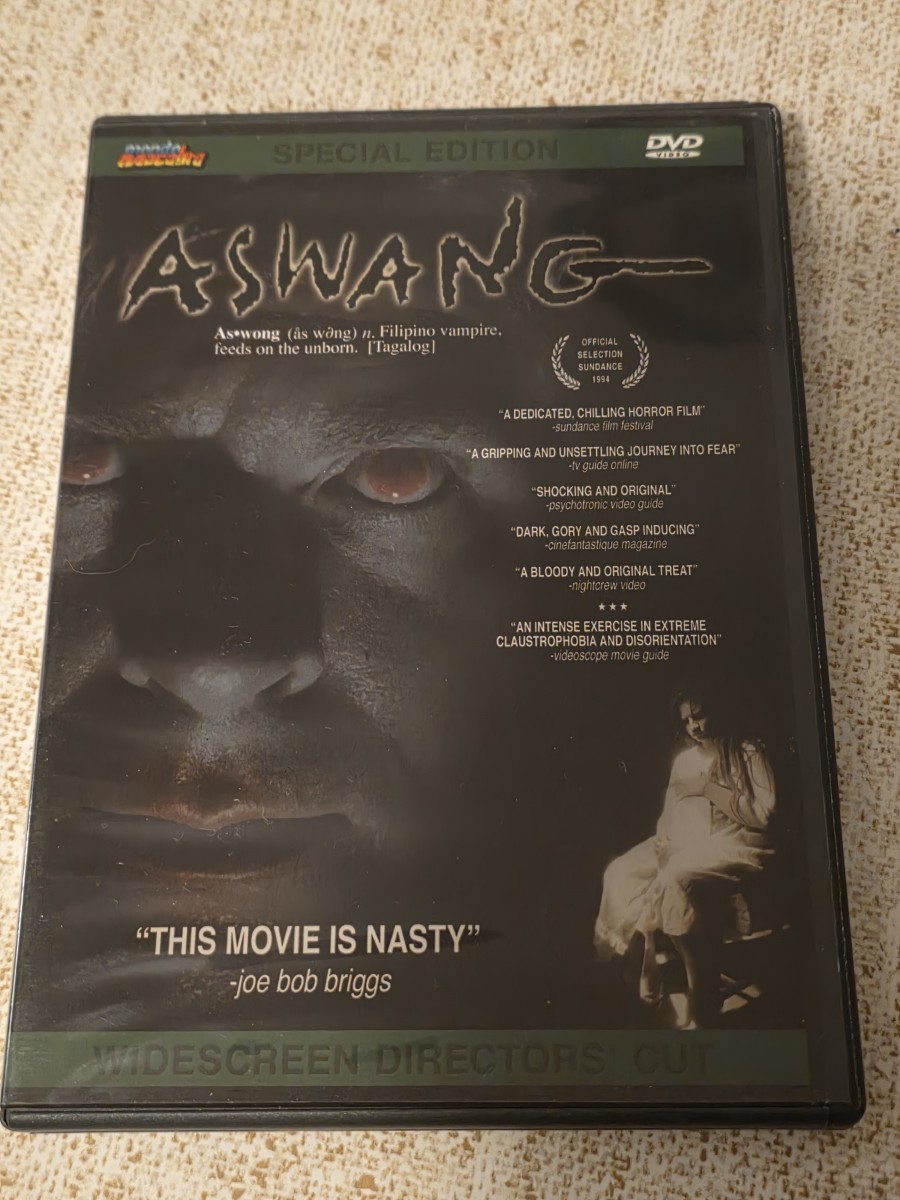 mondo macabro
SPECIAL EDITION
DVD
VIDEO
ASWANG
As•wong (ås wəng) n. Filipino vampire,
feeds on the unborn. [Tagalog]
OFFICIAL
SELECTION
SUNDANCE
1994
“A DEDICATED, CHILLING HORROR FILM”
-sundance film festival
“A GRIPPING AND UNSETTLING JOURNEY INTO FEAR”
-tv guide online
“SHOCKING AND ORIGINAL”
-psychotronic video guide
“DARK, GORY AND GASP INDUCING”
-cinefantastique magazine
“A BLOODY AND ORIGINAL TREAT”
-nightcrew video
★★★
“AN INTENSE EXERCISE IN EXTREME
CLAUSTROPHOBIA AND DISORIENTATION”
-videoscope movie guide
“THIS MOVIE IS NASTY”
-joe bob briggs
WIDESCREEN DIRECTORS' CUT